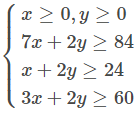 x ≥ 0, y ≥ 0
7x + 2y ≥ 84
x + 2y ≥ 24
3x + 2y ≥ 60